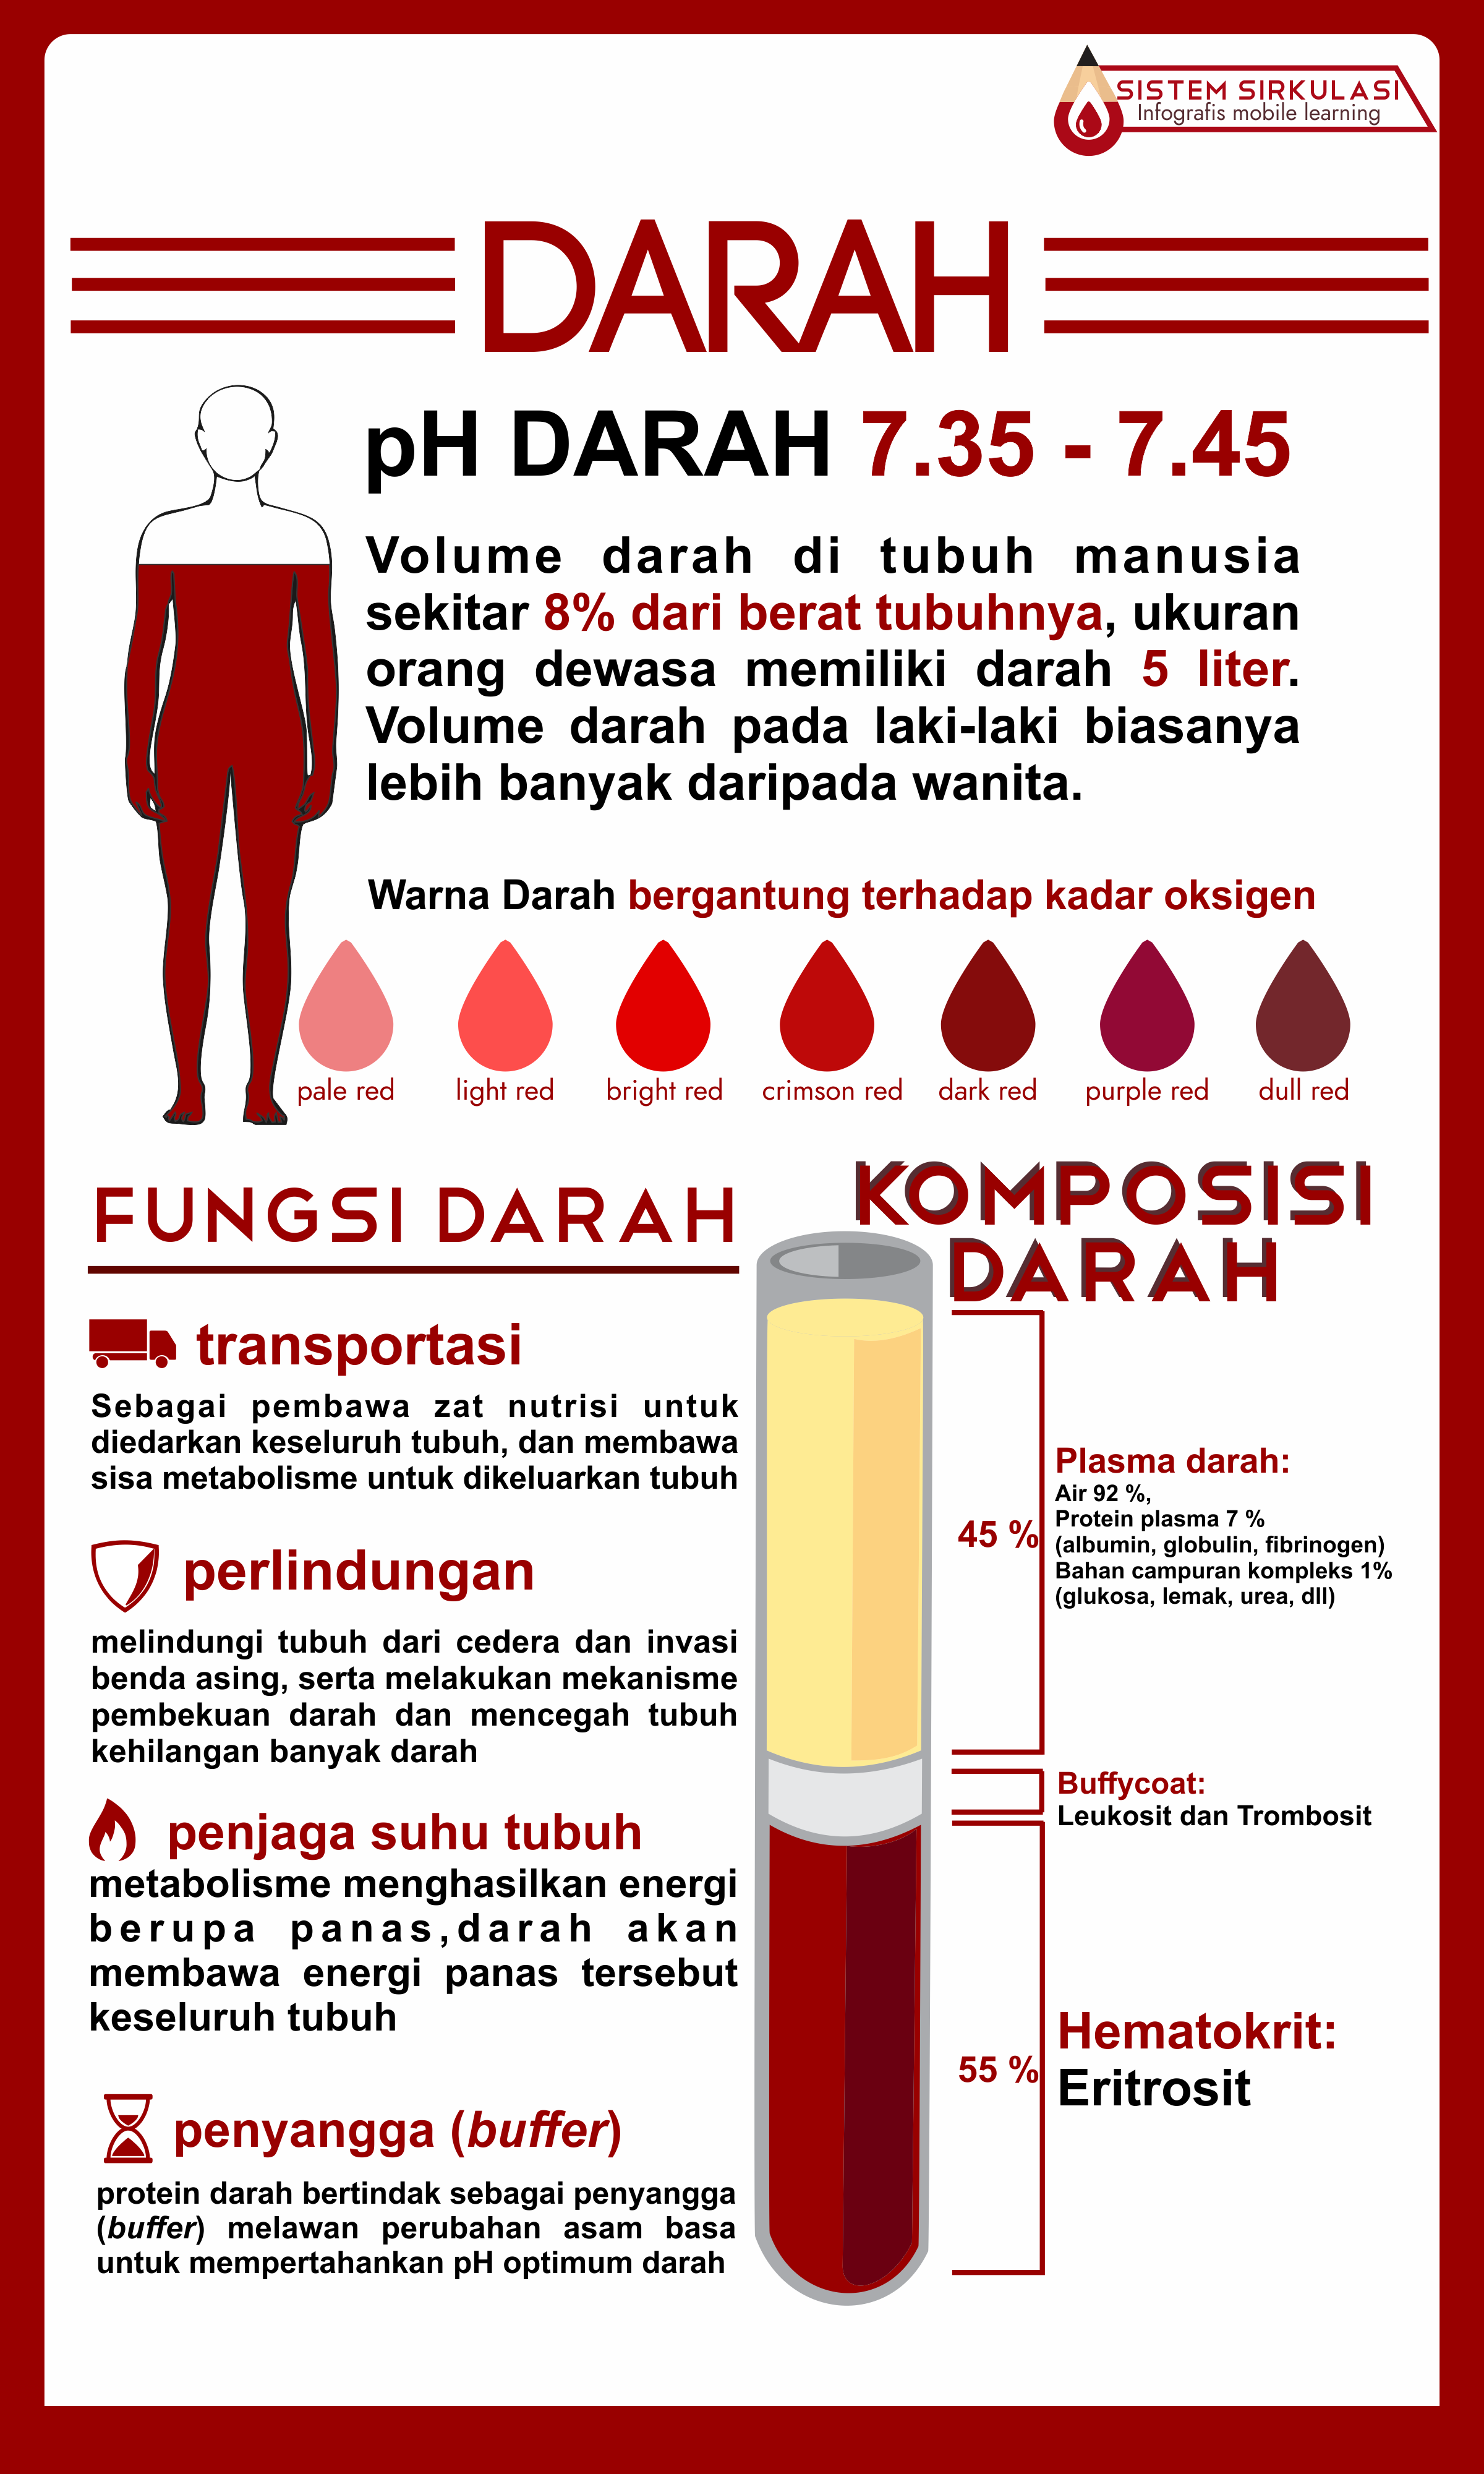 SISTEM SIRKULASI
Infografis mobile learning
DARAH
pH DARAH 7.35 - 7.45
Volume darah di tubuh manusia
sekitar 8% dari berat tubuhnya, ukuran
orang dewasa memiliki darah 5 liter.
Volume darah pada laki-laki biasanya
lebih banyak daripada wanita.
Warna Darah bergantung terhadap kadar oksigen
pale red light red bright red crimson red dark red purple red dull red
FUNGSI DARAH
transportasi
Sebagai pembawa zat nutrisi untuk
diedarkan keseluruh tubuh, dan membawa
sisa metabolisme untuk dikeluarkan tubuh
perlindungan
melindungi tubuh dari cedera dan invasi
benda asing, serta melakukan mekanisme
pembekuan darah dan mencegah tubuh
kehilangan banyak darah
penjaga suhu tubuh
metabolisme menghasilkan energi
berupa panas,darah akan
membawa energi panas tersebut
keseluruh tubuh
penyangga (buffer)
protein darah bertindak sebagai penyangga
(buffer) melawan perubahan asam basa
untuk mempertahankan pH optimum darah
KOMPOSISI
DARAH
45 %
Plasma darah:
Air 92 %,
Protein plasma 7 %
(albumin, globulin, fibrinogen)
Bahan campuran kompleks 1%
(glukosa, lemak, urea, dll)
Buffycoat:
Leukosit dan Trombosit
55 %
Hematokrit:
Eritrosit